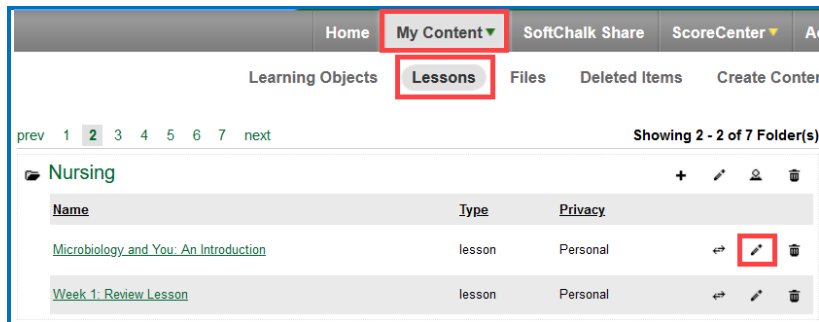 Home My Content SoftChalk Share ScoreCenter
Learning Objects Lessons Files Deleted Items Create
prev 1 2 3 4 5 6 7 next Showing 2 - 2 of 7 Folder(s)
Nursing
Name Type Privacy
Microbiology and You: An Introduction lesson Personal
Week 1: Review Lesson lesson Personal